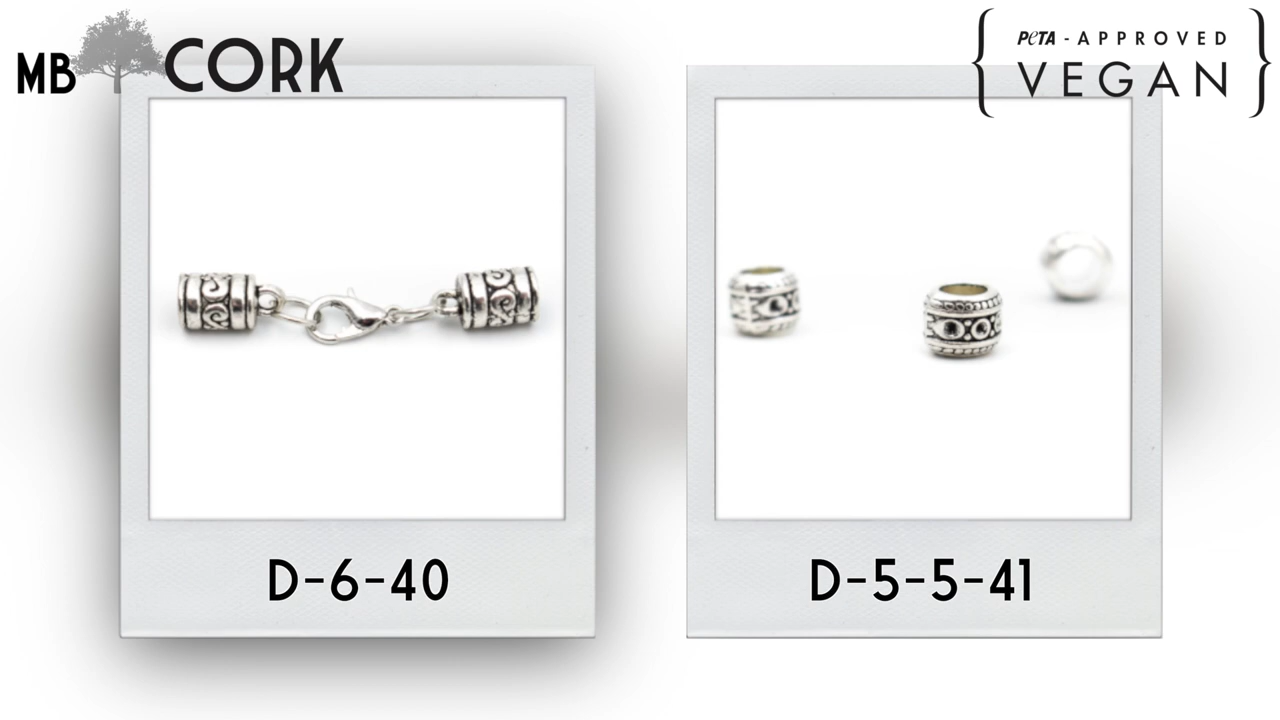 MB CORK
PETA - APPROVED
VEGAN
D-6-40
D-5-5-41